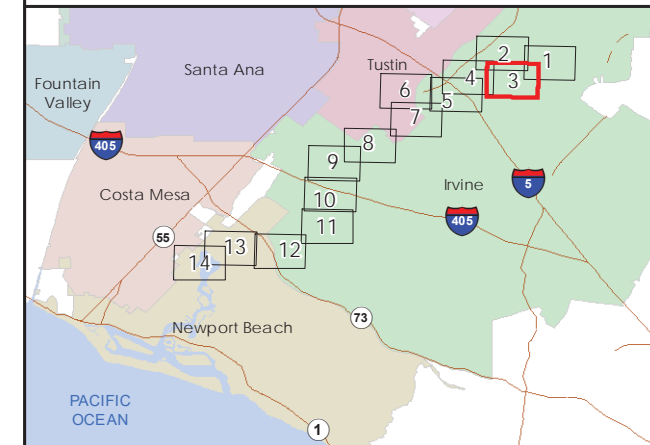 2
1
Santa Ana
Tustin
4
3
Fountain
Valley
6
5
7
405
8
9
Irvine
5
Costa Mesa
10
405
11
55
13
12
14
73
Newport Beach
PACIFIC
OCEAN
1